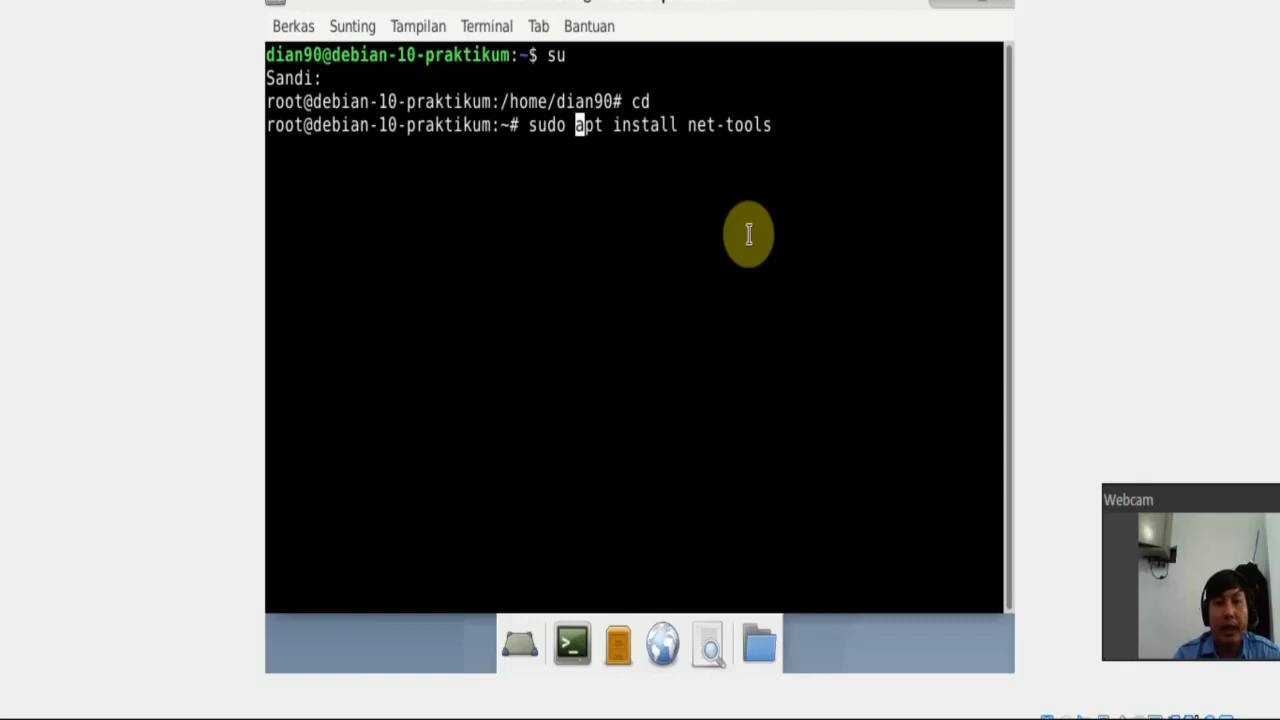 Berkas Sunting Tampilan Terminal Tab Bantuan
dian90@debian-10-praktikum:~$ su
Sandi:
root@debian-10-praktikum:/home/dian90# cd
root@debian-10-praktikum:~# sudo apt install net-tools
Webcam